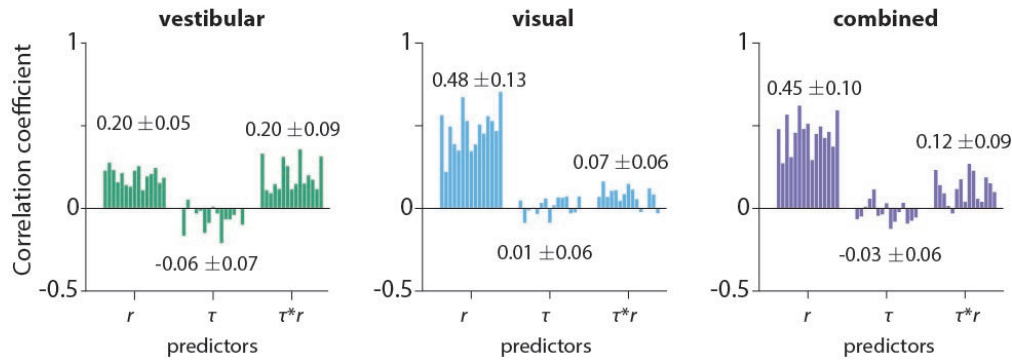 vestibular
visual
combined
Correlation coefficient
1
0
-0.5
0.20 ±0.05
0.20 ±0.09
-0.06 ±0.07
r
τ
τ*r
predictors
1
0
-0.5
0.48 ±0.13
0.07 ±0.06
0.01 ±0.06
r
τ
τ*r
predictors
1
0
-0.5
0.45 ±0.10
0.12 ±0.09
-0.03 ±0.06
r
τ
τ*r
predictors